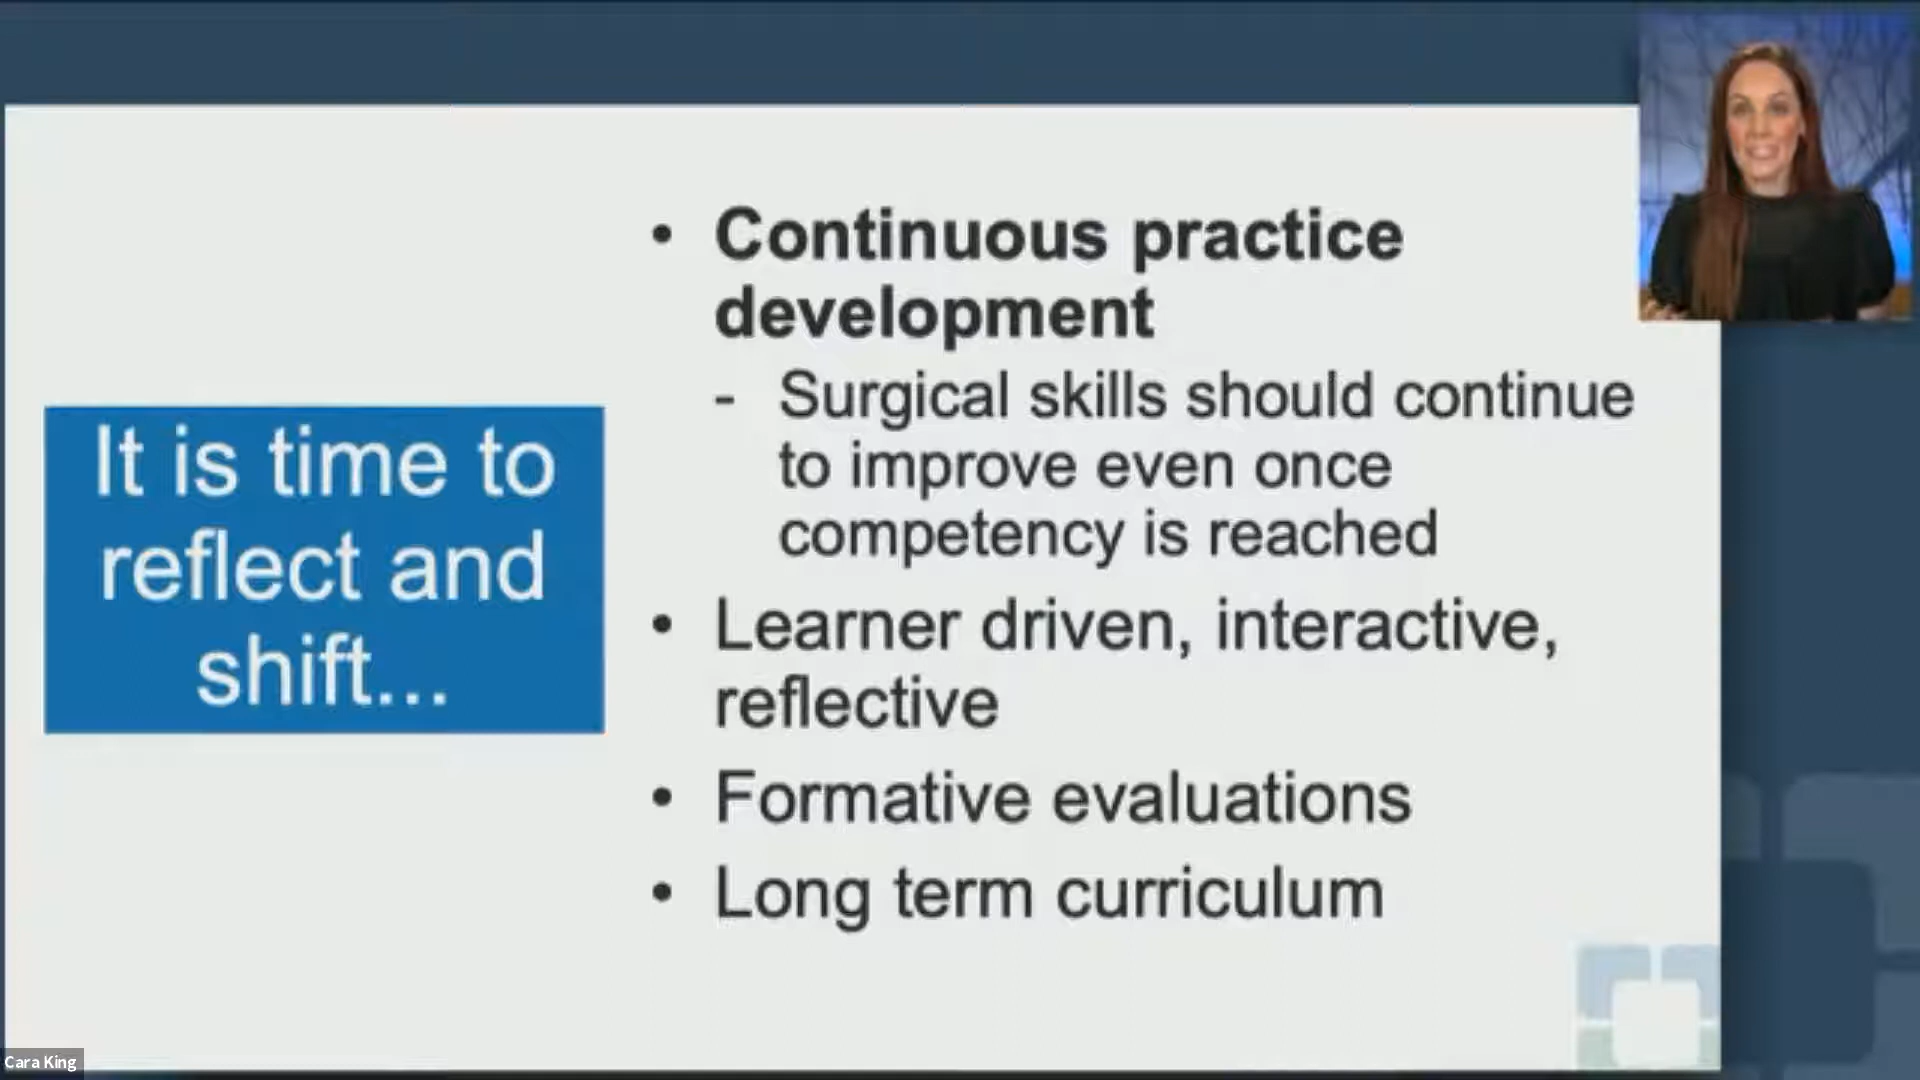 It is time to
reflect and
shift...
• Continuous practice
development
- Surgical skills should continue
to improve even once
competency is reached
• Learner driven, interactive,
reflective
• Formative evaluations
• Long term curriculum
Cara King